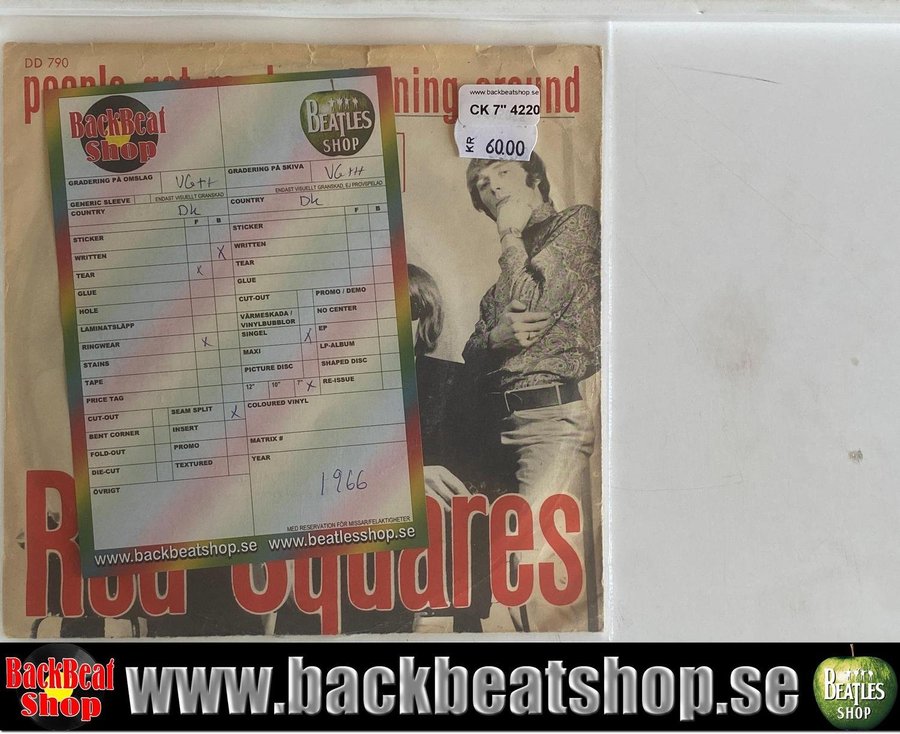 DD 790
ning around
www.backbeatshop.se
CK 7" 4220
KR 60.00
BackBeat
Shop
BEATLES
SHOP
GRADERING PÅ OMSLAG VG++
GRADERING PÅ SKIVA VG++
ENDAST VISUELLT GRANSKAD
ENDAST VISUELLT GRANSKAD, EJ PROVSPELAD
GENERIC SLEEVE
COUNTRY DK
COUNTRY DK
F B
F B
STICKER
STICKER
WRITTEN X
WRITTEN
TEAR X
TEAR
GLUE
GLUE
HOLE
CUT-OUT
PROMO / DEMO
LAMINATSLÄPP
VÄRMESKADA /
VINYLBUBBLOR
NO CENTER
RINGWEAR X
SINGEL X
EP
STAINS
MAXI
LP-ALBUM
TAPE
PICTURE DISC
SHAPED DISC
PRICE TAG
12" 10" 7" X
RE-ISSUE
CUT-OUT
SEAM SPLIT X
COLOURED VINYL
BENT CORNER
INSERT
FOLD-OUT
PROMO
MATRIX #
DIE-CUT
TEXTURED
YEAR
ÖVRIGT
1966
MED RESERVATION FÖR MISSAR/FELAKTIGHETER.
www.backbeatshop.se
www.beatlesshop.se
Red Squares
BackBeat
Shop
www.backbeatshop.se
BEATLES
SHOP